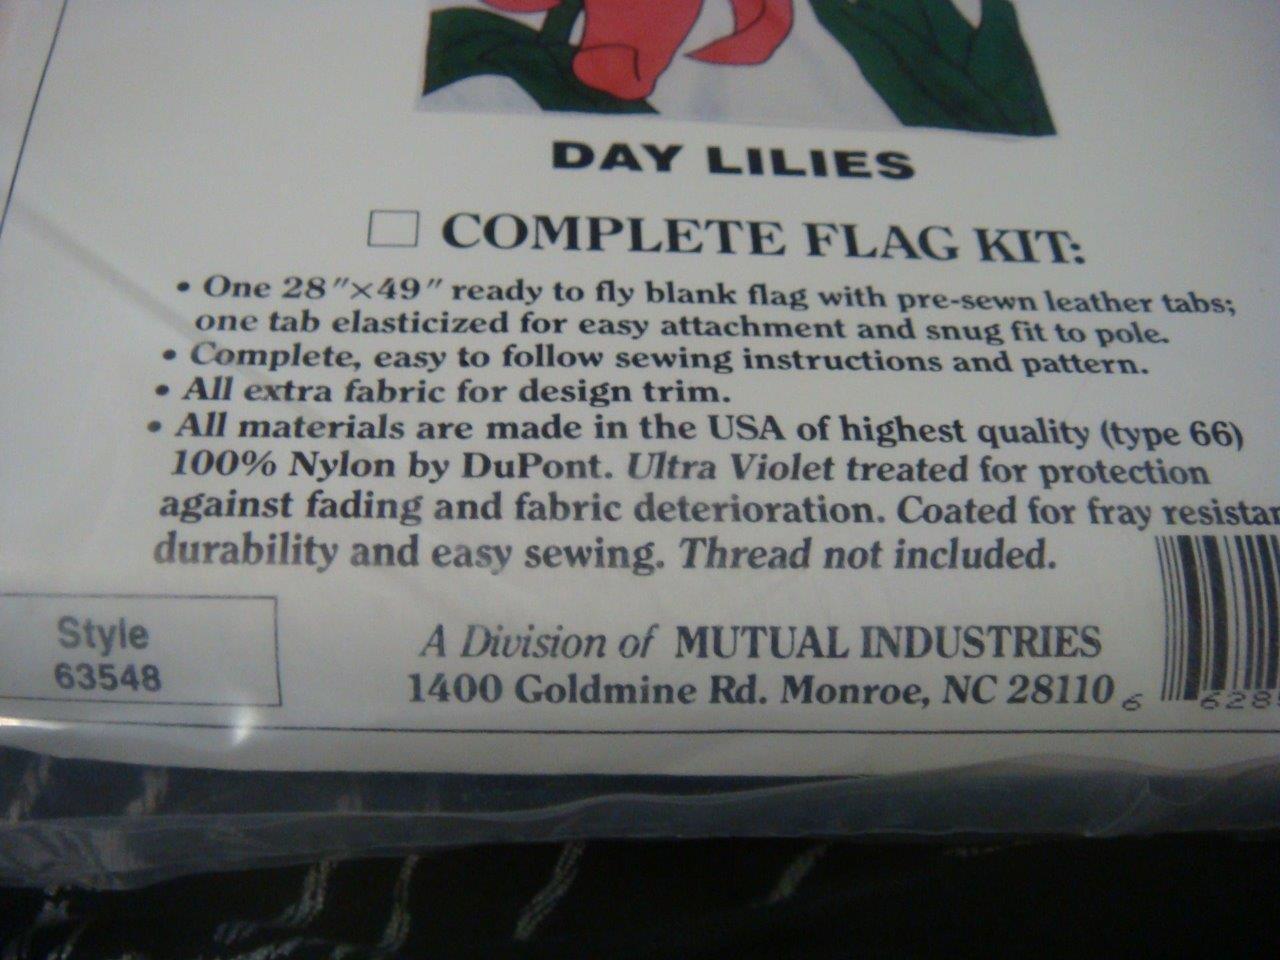 DAY LILIES
COMPLETE FLAG KIT:
• One 28"×49" ready to fly blank flag with pre-sewn leather tabs;
one tab elasticized for easy attachment and snug fit to pole.
• Complete, easy to follow sewing instructions and pattern.
• All extra fabric for design trim.
• All materials are made in the USA of highest quality (type 66)
100% Nylon by DuPont. Ultra Violet treated for protection
against fading and fabric deterioration. Coated for fray resistan
durability and easy sewing. Thread not included.
Style
63548
A Division of MUTUAL INDUSTRIES
1400 Goldmine Rd. Monroe, NC 28110
6 628